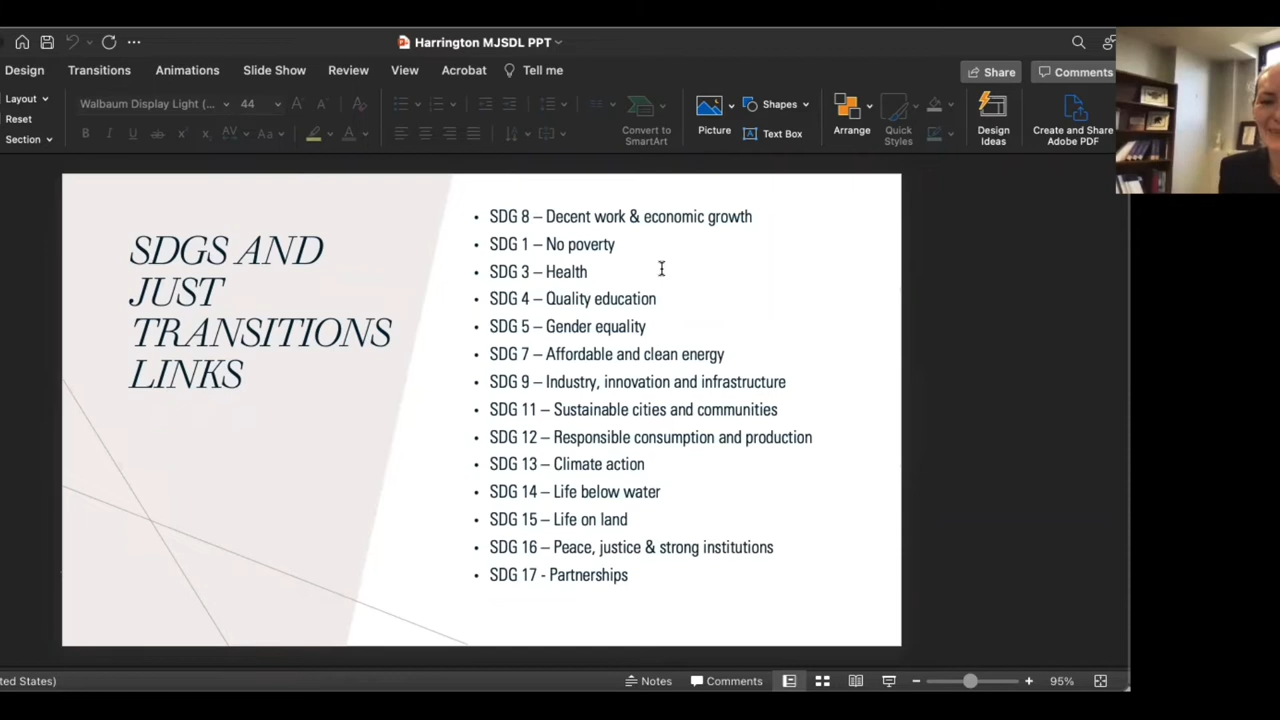 Harrington MJSDL PPT
Design Transitions Animations Slide Show Review View Acrobat Tell me Share Comments
Layout Walbaum Display Light (... 44
Reset
Section
Convert to SmartArt
Picture
Shapes
Text Box
Arrange
Quick Styles
Design Ideas
Create and Share Adobe PDF
SDGS AND
JUST
TRANSITIONS
LINKS
• SDG 8 – Decent work & economic growth
• SDG 1 – No poverty
• SDG 3 – Health
• SDG 4 – Quality education
• SDG 5 – Gender equality
• SDG 7 – Affordable and clean energy
• SDG 9 – Industry, innovation and infrastructure
• SDG 11 – Sustainable cities and communities
• SDG 12 – Responsible consumption and production
• SDG 13 – Climate action
• SDG 14 – Life below water
• SDG 15 – Life on land
• SDG 16 – Peace, justice & strong institutions
• SDG 17 - Partnerships
ted States) Notes Comments 95%